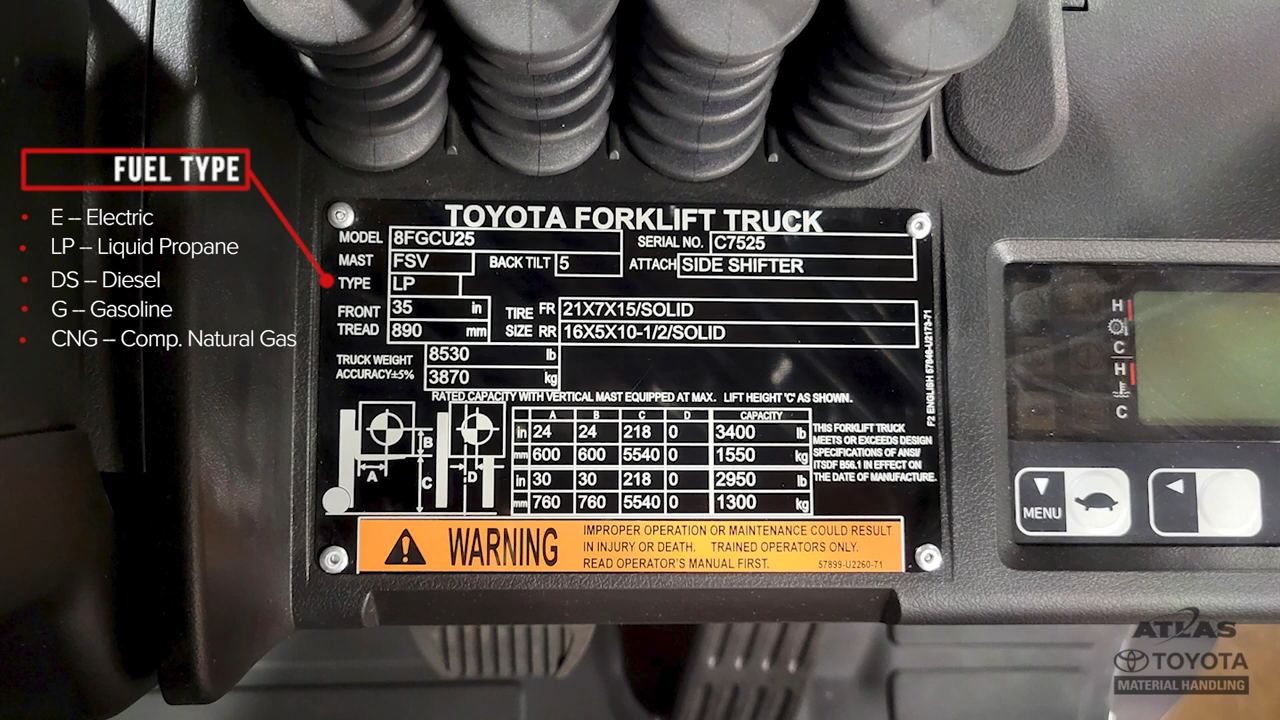 FUEL TYPE
E – Electric
LP – Liquid Propane
DS – Diesel
G – Gasoline
CNG – Comp. Natural Gas
TOYOTA FORKLIFT TRUCK
MODEL 8FGCU25 SERIAL NO. C7525
MAST FSV BACK TILT 5 ATTACH SIDE SHIFTER
TYPE LP
FRONT TREAD 35 in
890 mm
TIRE SIZE FR 21X7X15/SOLID
RR 16X5X10-1/2/SOLID
TRUCK WEIGHT 8530 lb
ACCURACY±5% 3870 kg
RATED CAPACITY WITH VERTICAL MAST EQUIPPED AT MAX. LIFT HEIGHT 'C' AS SHOWN.
A B C D
A B C D CAPACITY
in 24 24 218 0 3400 lb
mm 600 600 5540 0 1550 kg
in 30 30 218 0 2950 lb
mm 760 760 5540 0 1300 kg
THIS FORKLIFT TRUCK
MEETS OR EXCEEDS DESIGN
SPECIFICATIONS OF ANSI/
ITSDF B56.1 IN EFFECT ON
THE DATE OF MANUFACTURE.
F2 ENGLISH 57846-U2173-71
WARNING
IMPROPER OPERATION OR MAINTENANCE COULD RESULT
IN INJURY OR DEATH. TRAINED OPERATORS ONLY.
READ OPERATOR'S MANUAL FIRST. 57899-U2260-71
H
C
H
C
MENU
ATLAS
TOYOTA
MATERIAL HANDLING